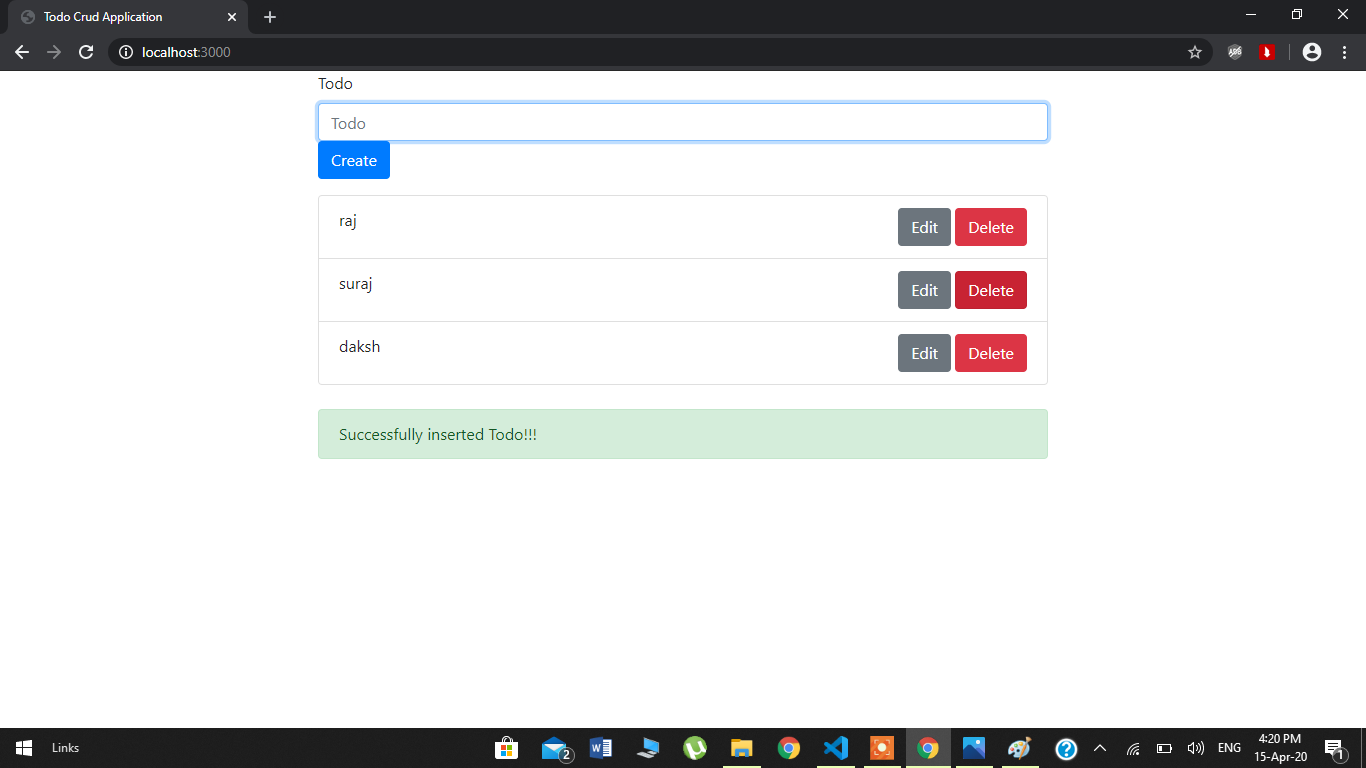 Todo Crud Application
localhost:3000
Todo
Todo
Create
raj Edit Delete
suraj Edit Delete
daksh Edit Delete
Successfully inserted Todo!!!
Links
2
W
ENG
4:20 PM
15-Apr-20
1